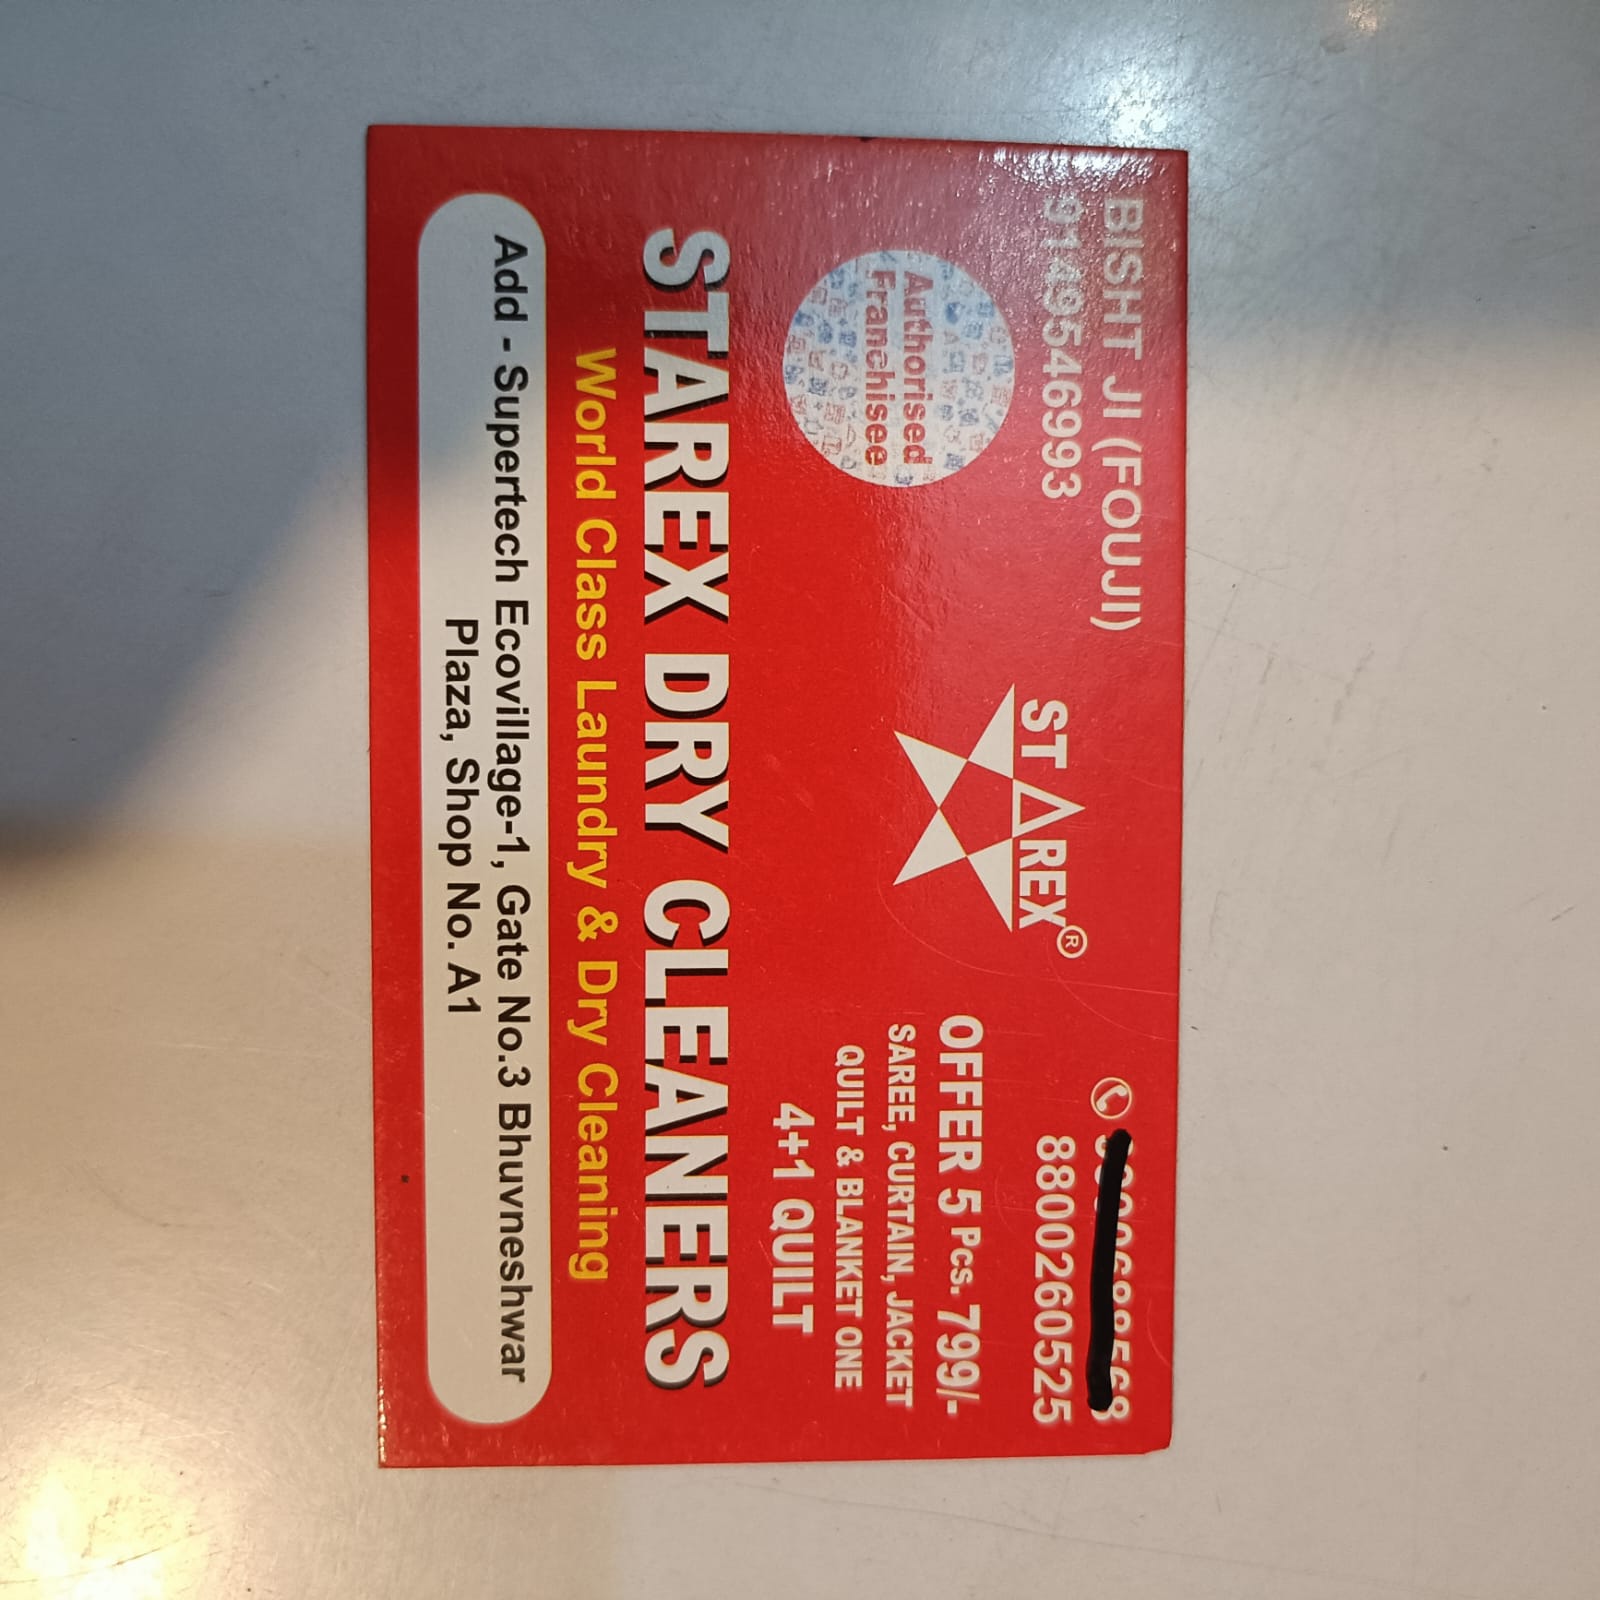 BISHT JI (FOUJI)
9149546993
8800260525
STAREX®
Authorised
Franchisee
OFFER 5 Pcs. 799/-
SAREE, CURTAIN, JACKET
QUILT & BLANKET ONE
4+1 QUILT
STAREX DRY CLEANERS
World Class Laundry & Dry Cleaning
Add - Supertech Ecovillage-1, Gate No.3 Bhuvneshwar
Plaza, Shop No. A1